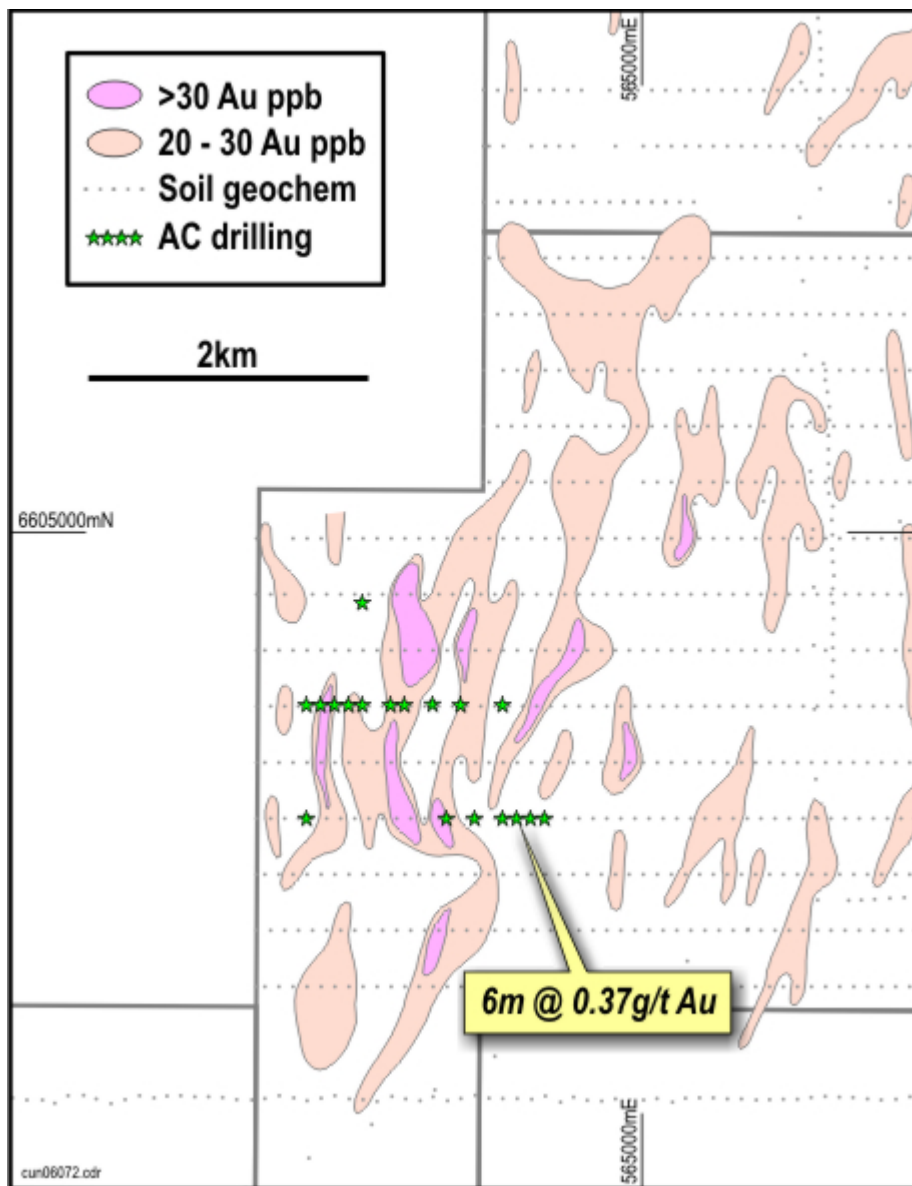 565000mE
>30 Au ppb
20 - 30 Au ppb
Soil geochem
AC drilling
2km
6605000mN
6m @ 0.37g/t Au
565000mE
cun06072.cdr